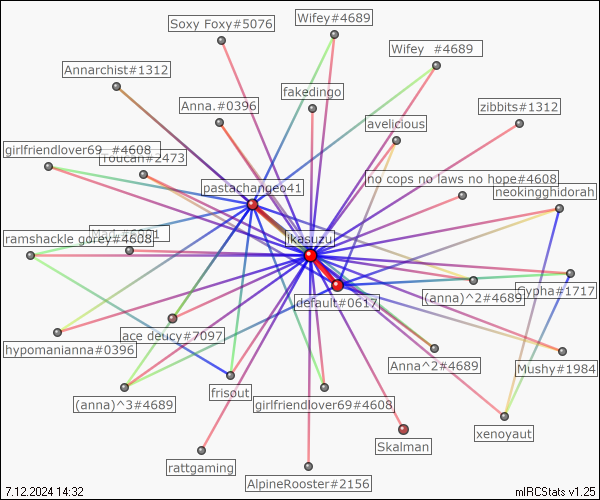 Soxy Foxy#5076
Wifey#4689
Wifey #4689
Annarchist#1312
fakedingo
Anna.#0396
zibbits#1312
avelicious
girlfriendlover69 #4608
Toucan#2473
no cops no laws no hope#4608
pastachangeo41
neokingghidorah
ramshackle gorey#4608
jkasuzu
Cypha#1717
(anna)^2#4689
default#0617
ace deucy#7097
hypomanianna#0396
Anna^2#4689
Mushy#1984
frisout
(anna)^3#4689
girlfriendlover69#4608
xenoyaut
Skalman
rattgaming
AlpineRooster#2156
7.12.2024 14:32
mIRCStats v1.25